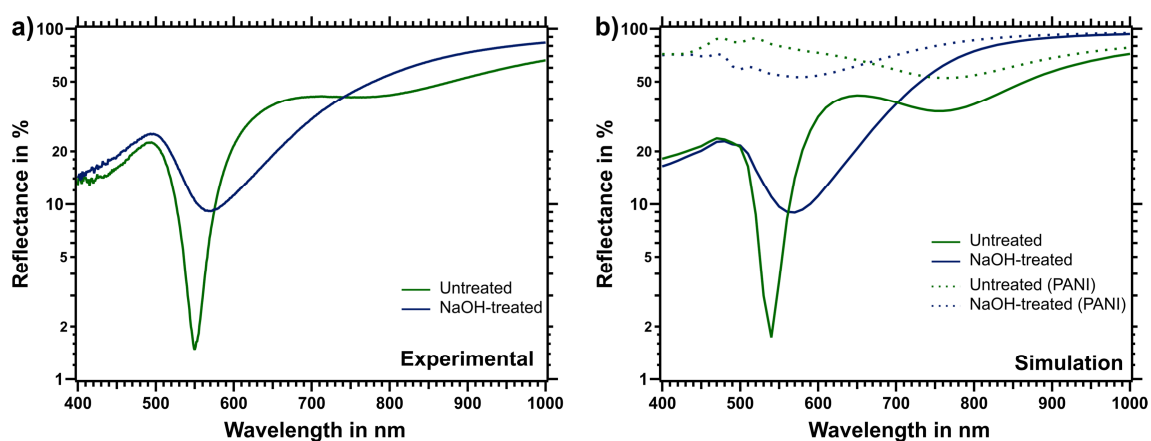 a)
100
50
20
10
5
2
1
Reflectance in %
Untreated
NaOH-treated
Experimental
400 500 600 700 800 900 1000
Wavelength in nm
b)
100
50
20
10
5
2
1
Reflectance in %
Untreated
NaOH-treated
Untreated (PANI)
NaOH-treated (PANI)
Simulation
400 500 600 700 800 900 1000
Wavelength in nm